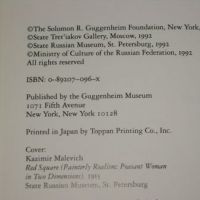 ©The Solomon R. Guggenheim Foundation, New York,
©State Tret'iakov Gallery, Moscow, 1992
©State Russian Museum, St. Petersburg, 1992
©Ministry of Culture of the Russian Federation, 1992
All rights reserved
ISBN: 0-89207-096-X
Published by the Guggenheim Museum
1071 Fifth Avenue
New York, New York 10128
Printed in Japan by Toppan Printing Co., Inc.
Cover:
Kazimir Malevich
Red Square (Painterly Realism: Peasant Woman
in Two Dimensions). 1915
State Russian Museum, St. Petersburg